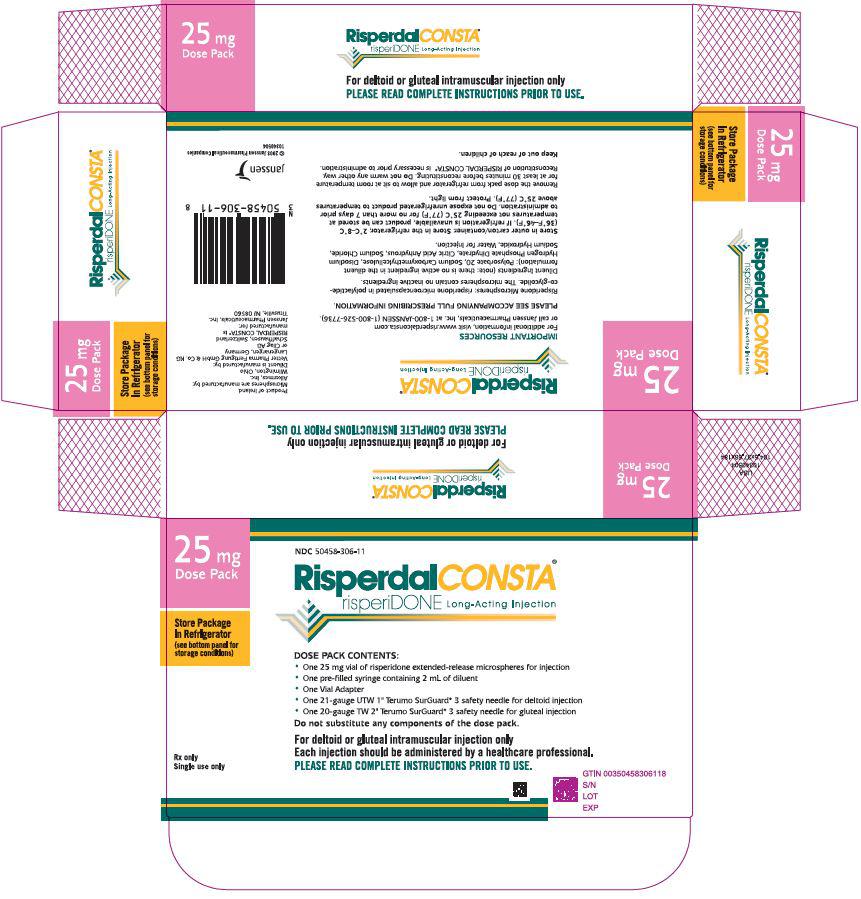 25 mg
Dose Pack
RisperdalCONSTA®
risperiDONE Long-Acting Injection
For deltoid or gluteal intramuscular injection only
PLEASE READ COMPLETE INSTRUCTIONS PRIOR TO USE.
RisperdalCONSTA®
risperiDONE Long-Acting Injection
25 mg
Dose Pack
Store Package
In Refrigerator
(see bottom panel for
storage conditions)
25 mg
Dose Pack
RisperdalCONSTA®
risperiDONE Long-Acting Injection
IMPORTANT RESOURCES
For additional information, visit www.risperdalconsta.com
or call Janssen Pharmaceuticals, Inc. at 1-800-JANSSEN (1-800-526-7736).
PLEASE SEE ACCOMPANYING FULL PRESCRIBING INFORMATION.
Risperidone Microspheres: risperidone microencapsulated in polylactide-
co-glycolide. The microspheres contain no inactive ingredients.
Diluent Ingredients (note: there is no active ingredient in the diluent
formulation): Polysorbate 20, Sodium Carboxymethylcellulose, Disodium
Hydrogen Phosphate Dihydrate, Citric Acid Anhydrous, Sodium Chloride,
Sodium Hydroxide, Water for Injection.
Store in outer carton/container. Store in the refrigerator, 2˚C–8˚C
(36˚F–46˚F). If refrigeration is unavailable, product can be stored at
temperatures not exceeding 25˚C (77˚F) for no more than 7 days prior
to administration. Do not expose unrefrigerated product to temperatures
above 25˚C (77˚F). Protect from light.
Remove the dose pack from refrigerator and allow to sit at room temperature
for at least 30 minutes before reconstituting. Do not warm any other way.
Reconstitution of RISPERDAL CONSTA® is necessary prior to administration.
Keep out of reach of children.
Product of Ireland
Microspheres are manufactured by:
Alkermes, Inc.
Wilmington, Ohio
Diluent is manufactured by:
Vetter Pharma Fertigung GmbH & Co. KG
Langenargen, Germany
or Cilag AG
Schaffhausen, Switzerland
RISPERDAL CONSTA® is
manufactured for:
Janssen Pharmaceuticals, Inc.
Titusville, NJ 08560
N 3 50458-306-11 8
janssen
© 2007 Janssen Pharmaceutical Companies
10340504
Store Package
In Refrigerator
(see bottom panel for
storage conditions)
25 mg
Dose Pack
RisperdalCONSTA®
risperiDONE Long-Acting Injection
25 mg
Dose Pack
RisperdalCONSTA®
risperiDONE Long-Acting Injection
For deltoid or gluteal intramuscular injection only
PLEASE READ COMPLETE INSTRUCTIONS PRIOR TO USE.
USA
10340504
25 mg
Dose Pack
Store Package
In Refrigerator
(see bottom panel for
storage conditions)
NDC 50458-306-11
RisperdalCONSTA®
risperiDONE Long-Acting Injection
DOSE PACK CONTENTS:
• One 25 mg vial of risperidone extended-release microspheres for injection
• One pre-filled syringe containing 2 mL of diluent
• One Vial Adapter
• One 21-gauge UTW 1" Terumo SurGuard® 3 safety needle for deltoid injection
• One 20-gauge TW 2" Terumo SurGuard® 3 safety needle for gluteal injection
Do not substitute any components of the dose pack.
For deltoid or gluteal intramuscular injection only
Each injection should be administered by a healthcare professional.
PLEASE READ COMPLETE INSTRUCTIONS PRIOR TO USE.
Rx only
Single use only
GTIN 00350458306118
S/N
LOT
EXP